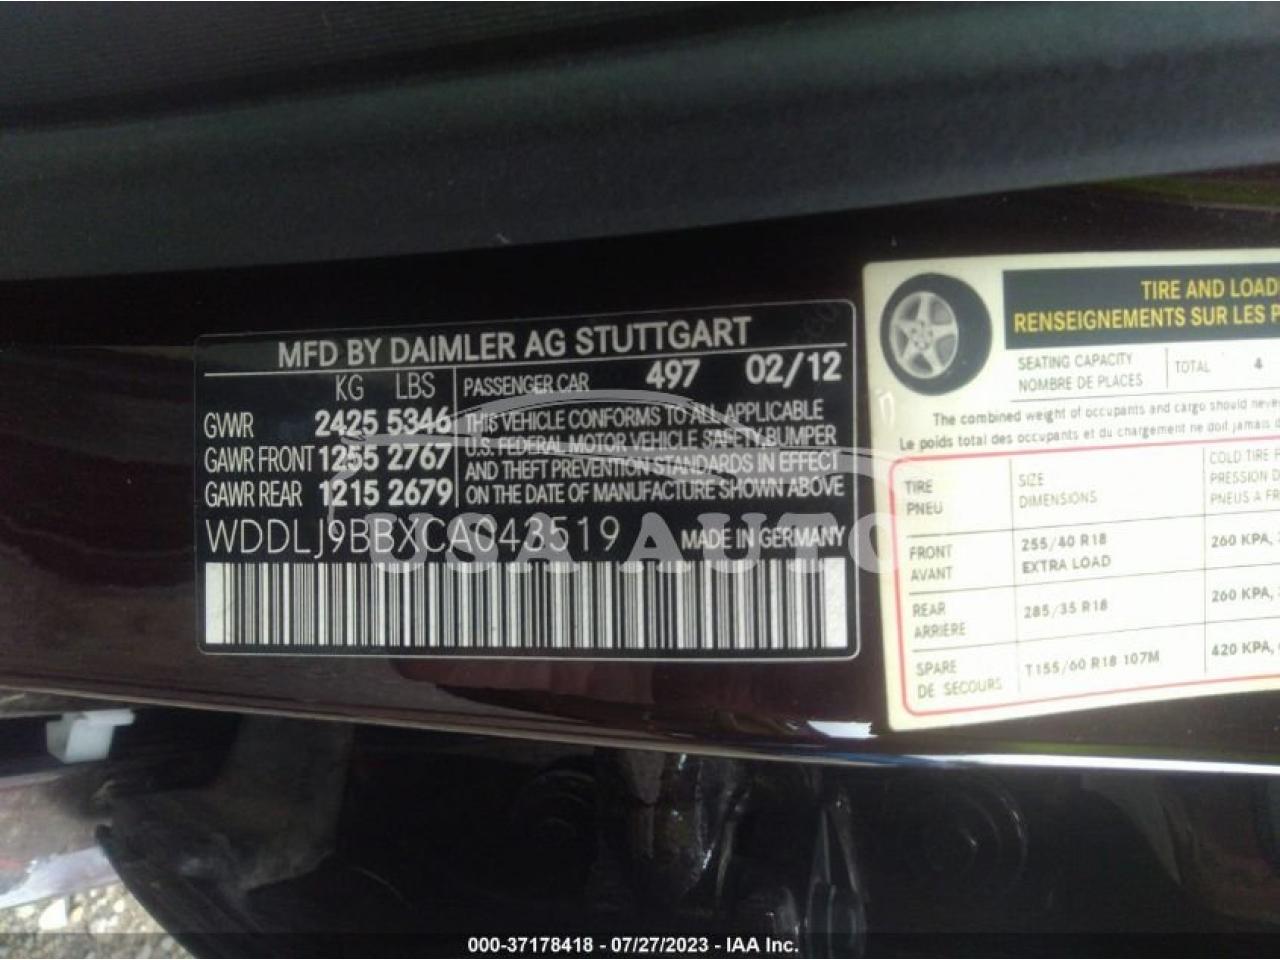 MFD BY DAIMLER AG STUTTGART
KG LBS
PASSENGER CAR 497 02/12
GVWR 2425 5346
GAWR FRONT 1255 2767
GAWR REAR 1215 2679
THIS VEHICLE CONFORMS TO ALL APPLICABLE
U.S. FEDERAL MOTOR VEHICLE SAFETY,BUMPER
AND THEFT PREVENTION STANDARDS IN EFFECT
ON THE DATE OF MANUFACTURE SHOWN ABOVE
WDDLJ9BBXCA043519 MADE IN GERMANY
USA AUTO
TIRE AND LOAD
RENSEIGNEMENTS SUR LES P
SEATING CAPACITY
NOMBRE DE PLACES
TOTAL 4
The combined weight of occupants and cargo should neve
Le poids total des occupants et du chargement ne doit jamais d
TIRE
PNEU
SIZE
DIMENSIONS
COLD TIRE P
PRESSION D
PNEUS A FR
FRONT
AVANT
255/40 R18
EXTRA LOAD
260 KPA,
REAR
ARRIÈRE
285/35 R18
260 KPA,
SPARE
DE SECOURS
T155/60 R18 107M
420 KPA,
000-37178418 - 07/27/2023 - IAA Inc.